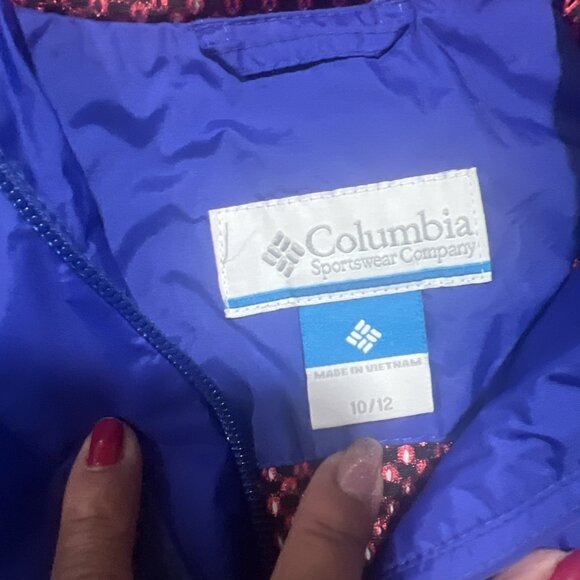 Columbia
Sportswear Company
MADE IN VIETNAM
10/12